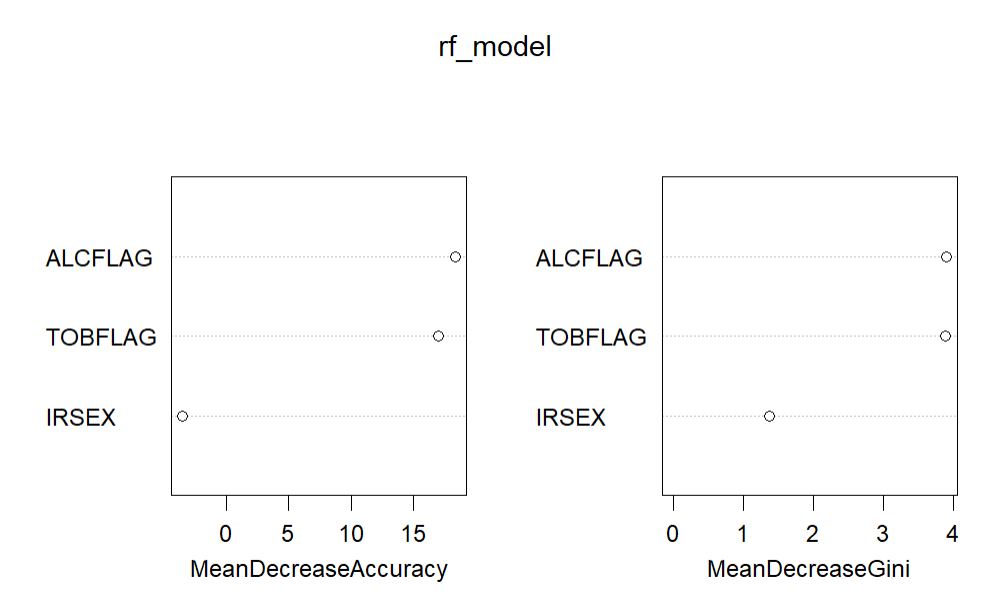 rf_model
ALCFLAG
TOBFLAG
IRSEX
0 5 10 15
MeanDecreaseAccuracy
ALCFLAG
TOBFLAG
IRSEX
0 1 2 3 4
MeanDecreaseGini